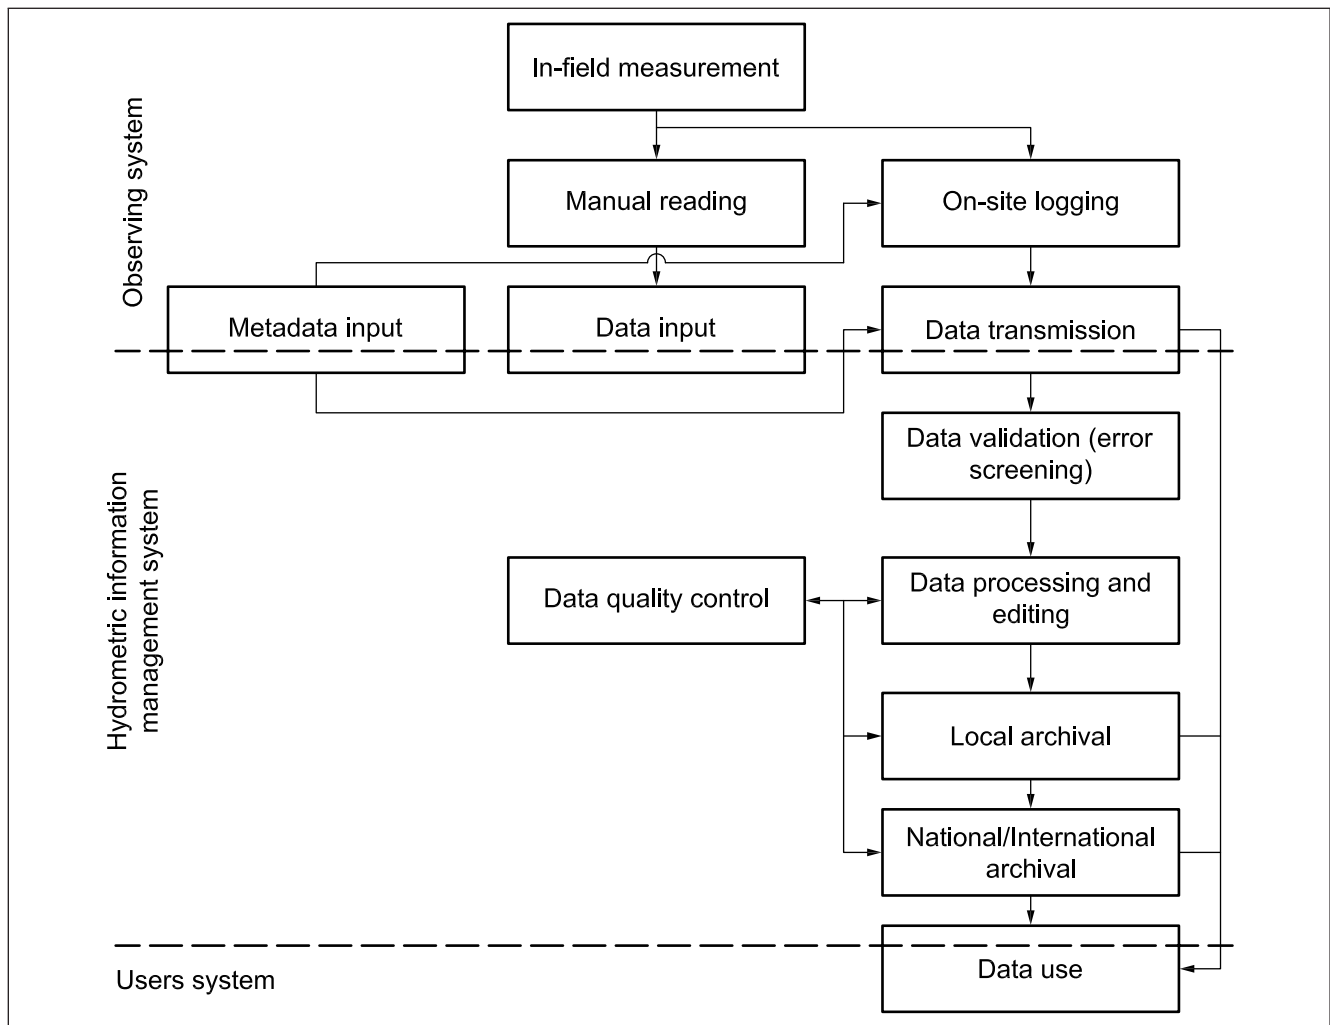 In-field measurement
Observing system
Manual reading
On-site logging
Metadata input
Data input
Data transmission
Data validation (error
screening)
Hydrometric information
management system
Data quality control
Data processing and
editing
Local archival
National/International
archival
Data use
Users system